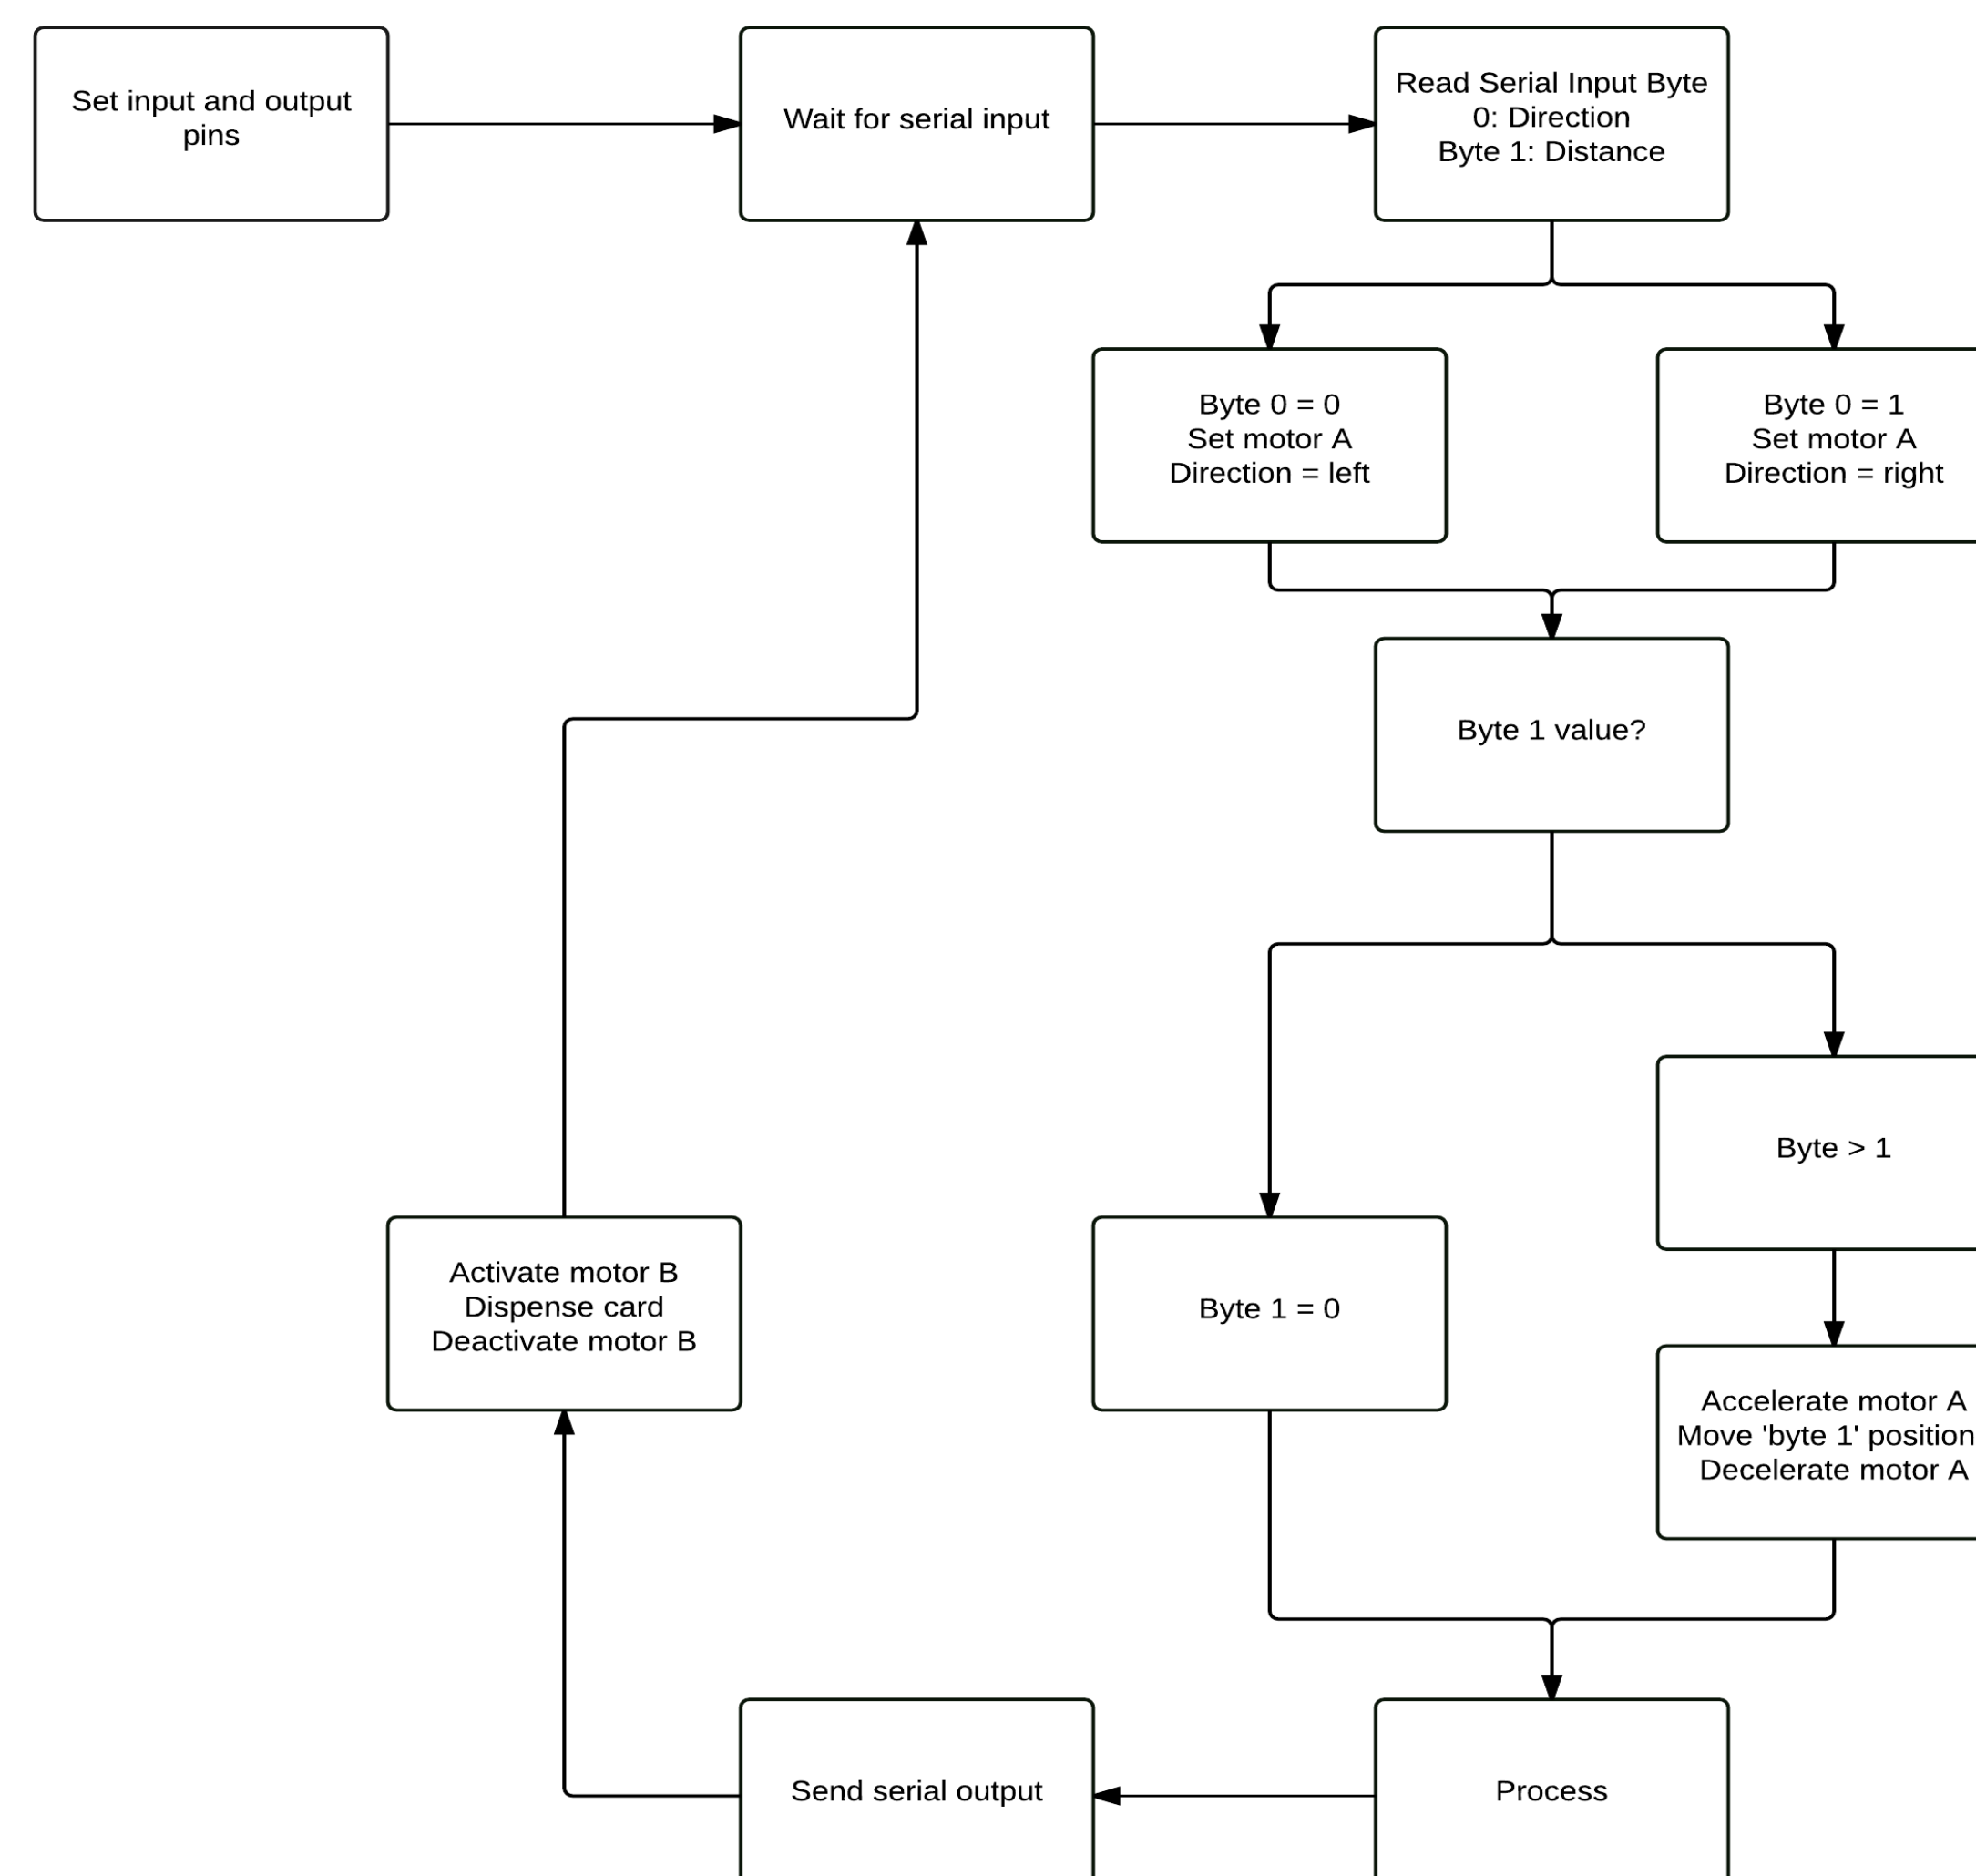 Set input and output
pins
Wait for serial input
Read Serial Input Byte
0: Direction
Byte 1: Distance
Byte 0 = 0
Set motor A
Direction = left
Byte 0 = 1
Set motor A
Direction = right
Byte 1 value?
Byte > 1
Activate motor B
Dispense card
Deactivate motor B
Byte 1 = 0
Accelerate motor A
Move 'byte 1' position
Decelerate motor A
Send serial output
Process